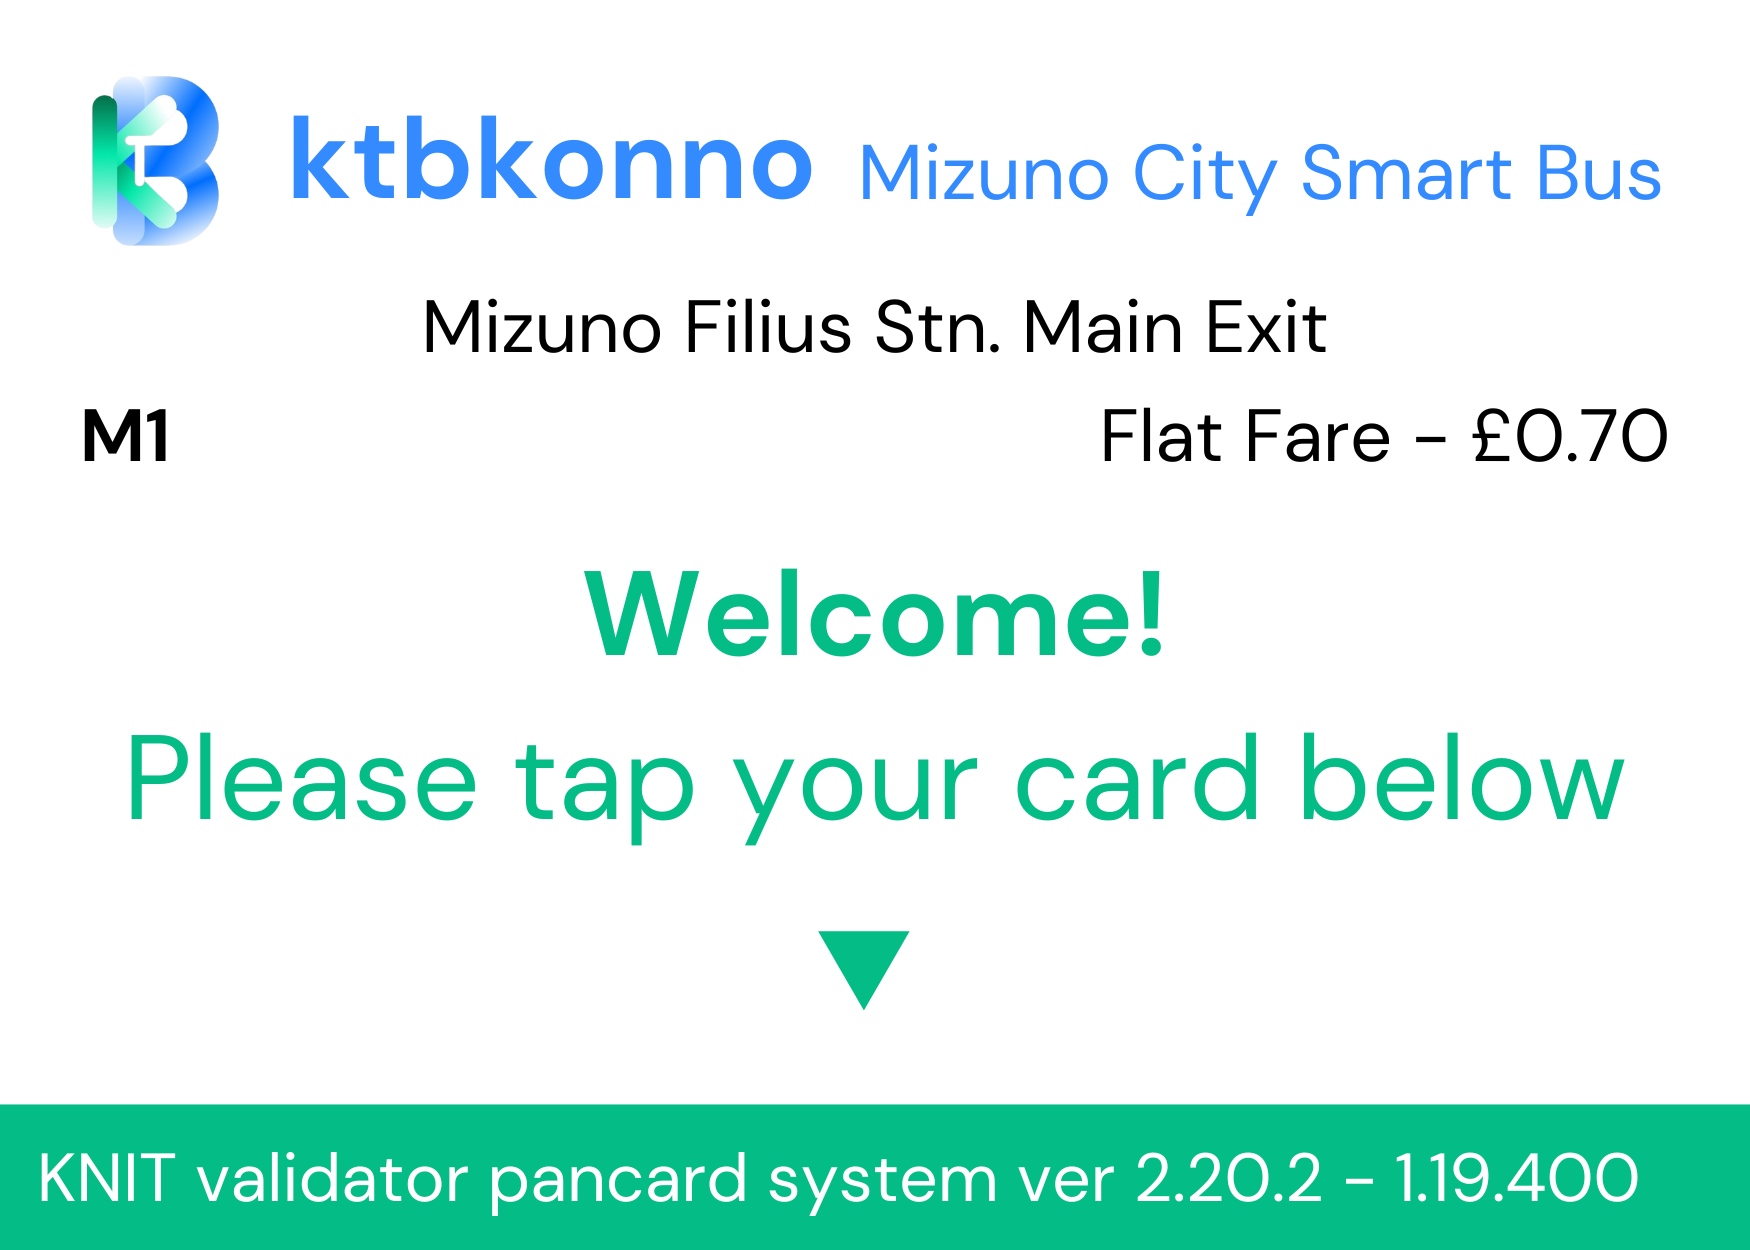 ktbkonno Mizuno City Smart Bus
Mizuno Filius Stn. Main Exit
M1 Flat Fare - £0.70
Welcome!
Please tap your card below
KNIT validator pancard system ver 2.20.2 - 1.19.400